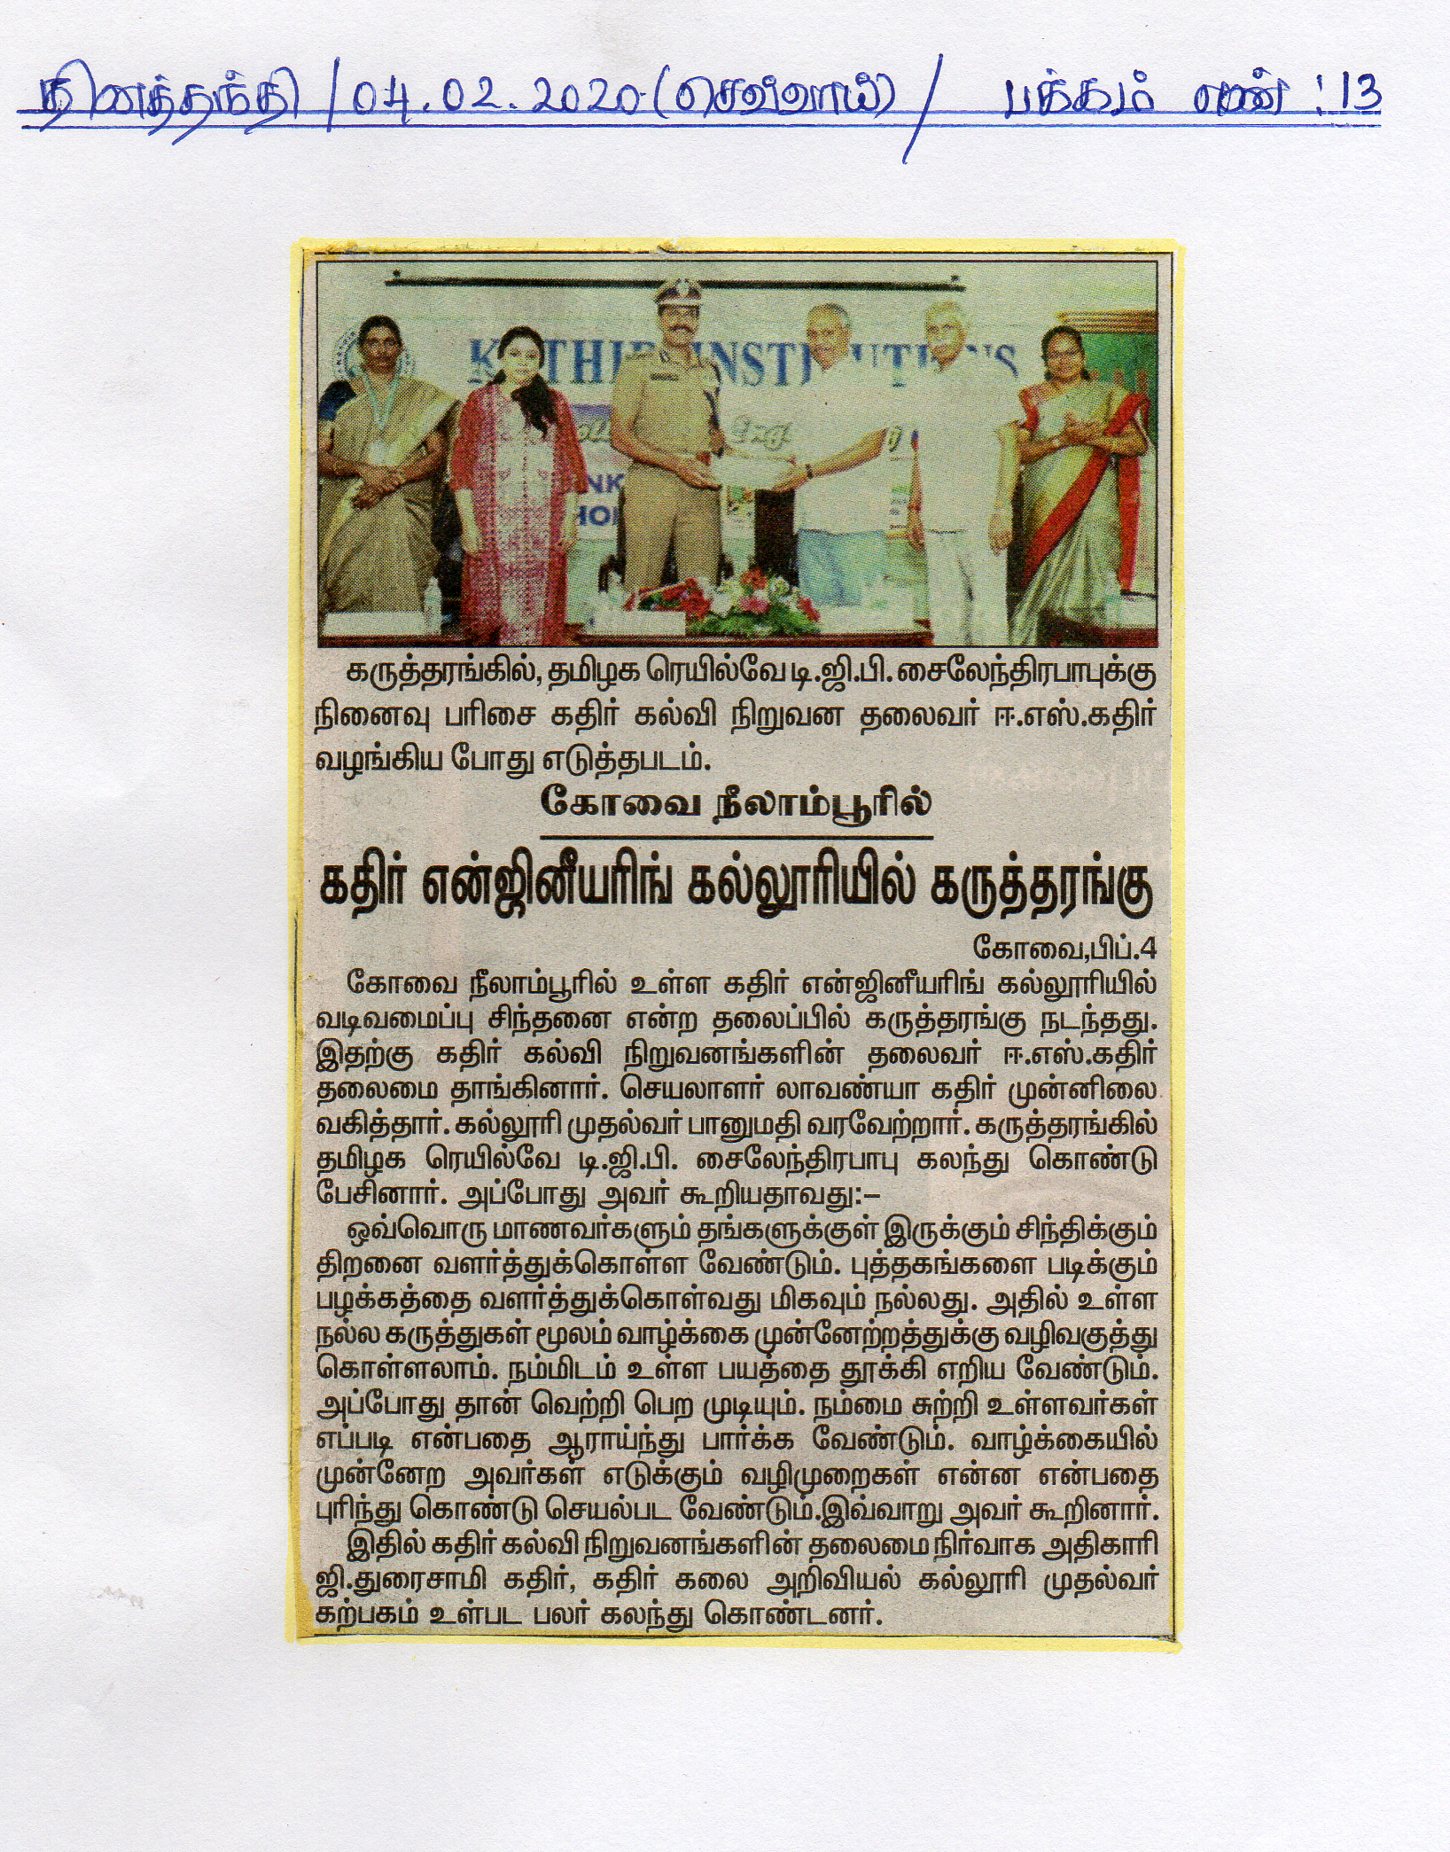 தினத்தந்தி / 04.02.2020 (செவ்வாய்) / பக்கம் எண் : 13
KATHIR INSTITUTIONS
கருத்தரங்கில், தமிழக ரெயில்வே டி.ஜி.பி. சைலேந்திரபாபுக்கு
நினைவு பரிசை கதிர் கல்வி நிறுவன தலைவர் ஈ.எஸ்.கதிர்
வழங்கிய போது எடுத்தபடம்.
கோவை நீலாம்பூரில்
கதிர் என்ஜினீயரிங் கல்லூரியில் கருத்தரங்கு
கோவை,பிப்.4
கோவை நீலாம்பூரில் உள்ள கதிர் என்ஜினீயரிங் கல்லூரியில்
வடிவமைப்பு சிந்தனை என்ற தலைப்பில் கருத்தரங்கு நடந்தது.
இதற்கு கதிர் கல்வி நிறுவனங்களின் தலைவர் ஈ.எஸ்.கதிர்
தலைமை தாங்கினார். செயலாளர் லாவண்யா கதிர் முன்னிலை
வகித்தார். கல்லூரி முதல்வர் பானுமதி வரவேற்றார். கருத்தரங்கில்
தமிழக ரெயில்வே டி.ஜி.பி. சைலேந்திரபாபு கலந்து கொண்டு
பேசினார். அப்போது அவர் கூறியதாவது:–
ஒவ்வொரு மாணவர்களும் தங்களுக்குள் இருக்கும் சிந்திக்கும்
திறனை வளர்த்துக்கொள்ள வேண்டும். புத்தகங்களை படிக்கும்
பழக்கத்தை வளர்த்துக்கொள்வது மிகவும் நல்லது. அதில் உள்ள
நல்ல கருத்துகள் மூலம் வாழ்க்கை முன்னேற்றத்துக்கு வழிவகுத்து
கொள்ளலாம். நம்மிடம் உள்ள பயத்தை தூக்கி எறிய வேண்டும்.
அப்போது தான் வெற்றி பெற முடியும். நம்மை சுற்றி உள்ளவர்கள்
எப்படி என்பதை ஆராய்ந்து பார்க்க வேண்டும். வாழ்க்கையில்
முன்னேற அவர்கள் எடுக்கும் வழிமுறைகள் என்ன என்பதை
புரிந்து கொண்டு செயல்பட வேண்டும்.இவ்வாறு அவர் கூறினார்.
இதில் கதிர் கல்வி நிறுவனங்களின் தலைமை நிர்வாக அதிகாரி
ஜி.துரைசாமி கதிர், கதிர் கலை அறிவியல் கல்லூரி முதல்வர்
கற்பகம் உள்பட பலர் கலந்து கொண்டனர்.